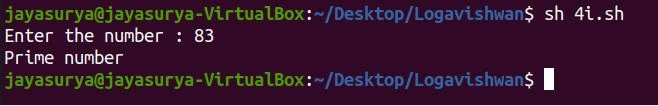 jayasurya@jayasurya-VirtualBox:~/Desktop/Logavishwan$ sh 4i.sh
Enter the number : 83
Prime number
jayasurya@jayasurya-VirtualBox:~/Desktop/Logavishwan$